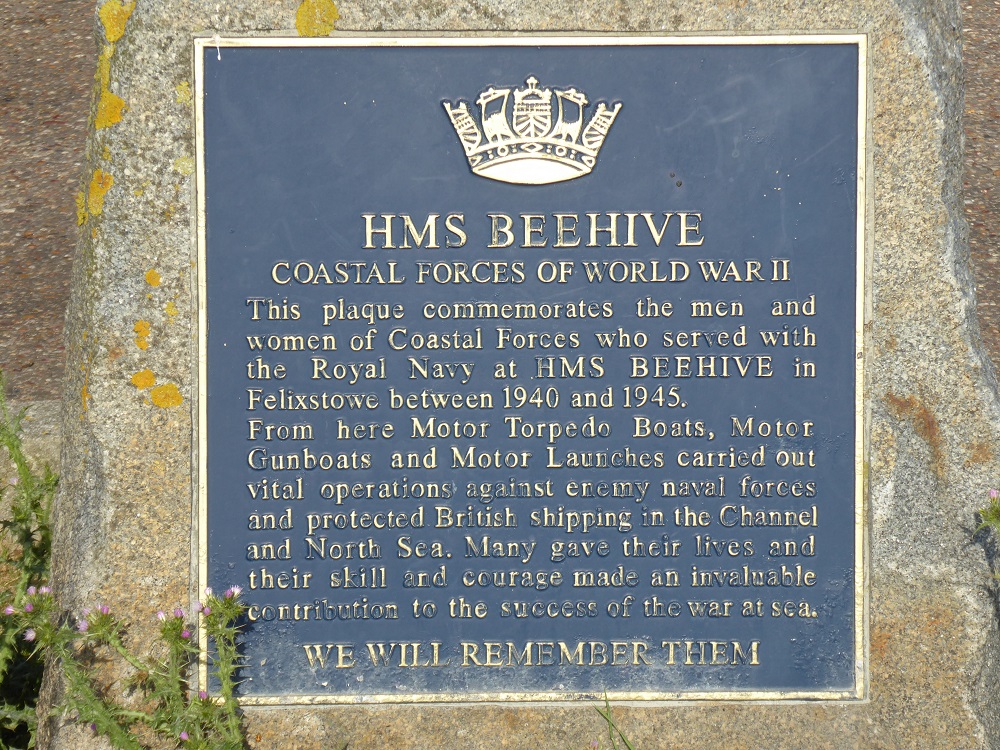 HMS BEEHIVE
COASTAL FORCES OF WORLD WAR II
This plaque commemorates the men and
women of Coastal Forces who served with
the Royal Navy at HMS BEEHIVE in
Felixstowe between 1940 and 1945.
From here Motor Torpedo Boats, Motor
Gunboats and Motor Launches carried out
vital operations against enemy naval forces
and protected British shipping in the Channel
and North Sea. Many gave their lives and
their skill and courage made an invaluable
contribution to the success of the war at sea.
WE WILL REMEMBER THEM